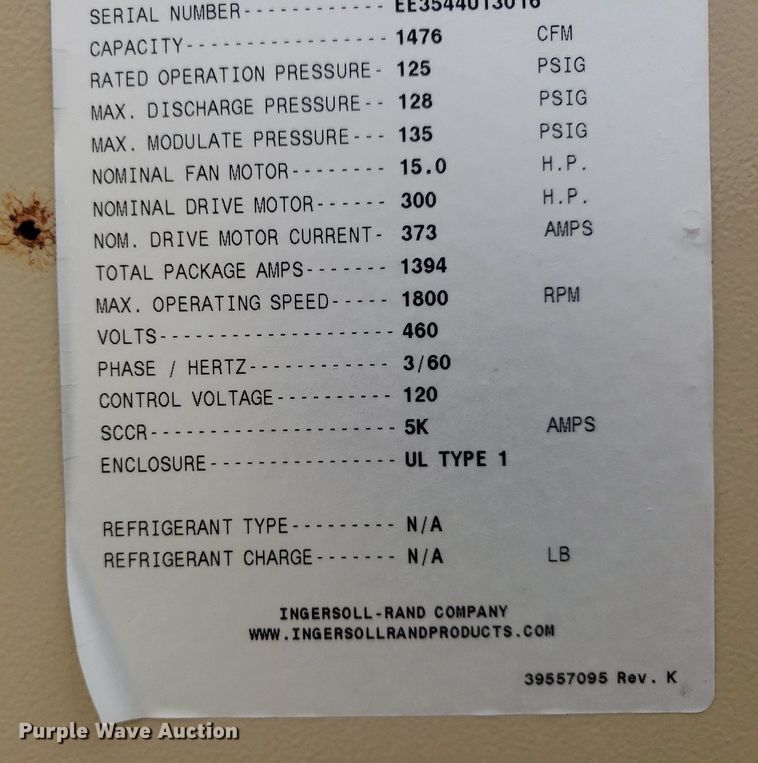 SERIAL NUMBER------------ EE3544U13016
CAPACITY----------------- 1476 CFM
RATED OPERATION PRESSURE- 125 PSIG
MAX. DISCHARGE PRESSURE-- 128 PSIG
MAX. MODULATE PRESSURE--- 135 PSIG
NOMINAL FAN MOTOR-------- 15.0 H.P.
NOMINAL DRIVE MOTOR------ 300 H.P.
NOM. DRIVE MOTOR CURRENT- 373 AMPS
TOTAL PACKAGE AMPS------- 1394
MAX. OPERATING SPEED----- 1800 RPM
VOLTS-------------------- 460
PHASE / HERTZ------------ 3/60
CONTROL VOLTAGE---------- 120
SCCR--------------------- 5K AMPS
ENCLOSURE---------------- UL TYPE 1
REFRIGERANT TYPE--------- N/A
REFRIGERANT CHARGE------- N/A LB
INGERSOLL-RAND COMPANY
WWW.INGERSOLLRANDPRODUCTS.COM
39557095 Rev. K
Purple Wave Auction